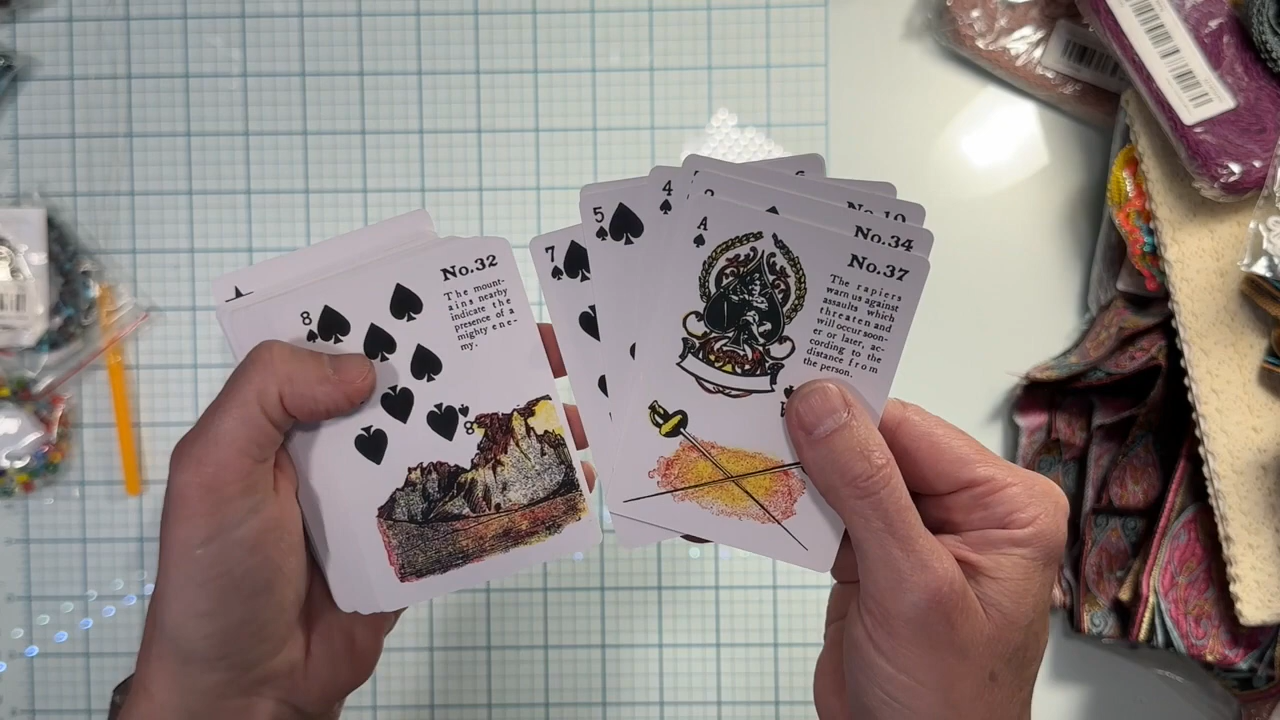 No.32
The mount-
ains nearby
indicate the
presence of a
mighty ene-
my.
8
8
7
5
4
A
No.10
No.34
No.37
The rapiers
warn us against
assaults which
threaten and
will occur soon-
er or later, ac-
cording to the
distance from
the person.